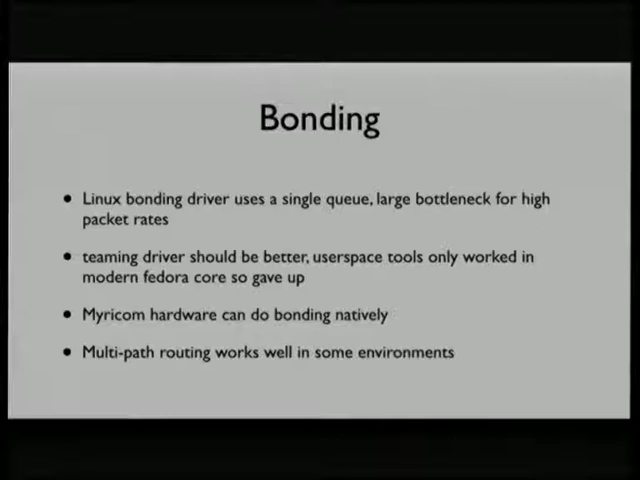 Bonding
• Linux bonding driver uses a single queue, large bottleneck for high
packet rates
• teaming driver should be better, userspace tools only worked in
modern fedora core so gave up
• Myricom hardware can do bonding natively
• Multi-path routing works well in some environments